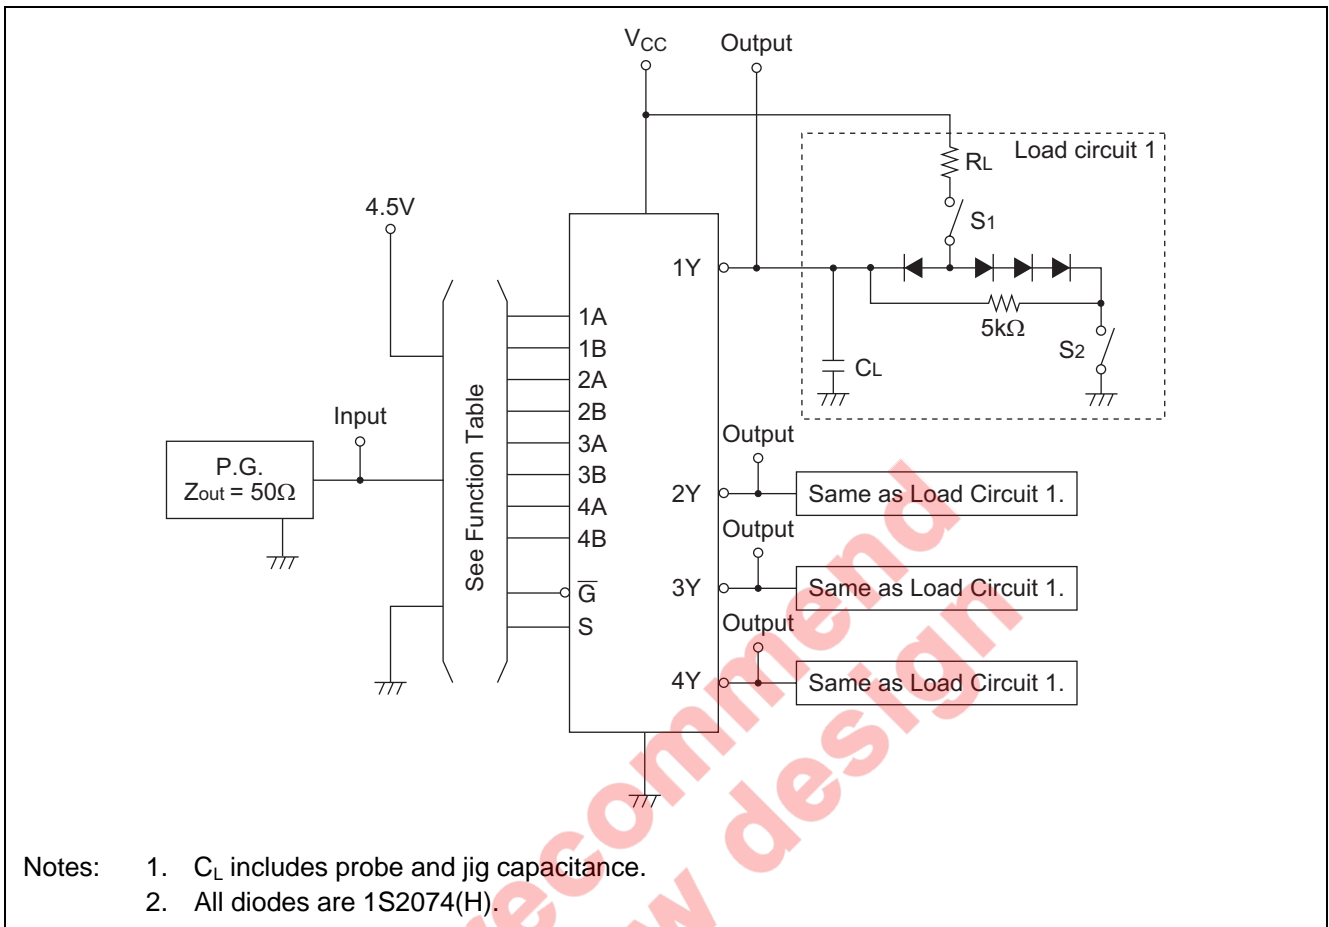 VCC
Output
Load circuit 1
RL
S1
4.5V
1Y
1A
1B
5kΩ
S2
2A
CL
2B
Input
See Function Table
3A
Output
P.G.
Zout = 50Ω
3B
2Y
Same as Load Circuit 1.
4A
Output
4B
3Y
Same as Load Circuit 1.
G̅
Output
S
4Y
Same as Load Circuit 1.
recommend
w design
Notes: 1. CL includes probe and jig capacitance.
2. All diodes are 1S2074(H).